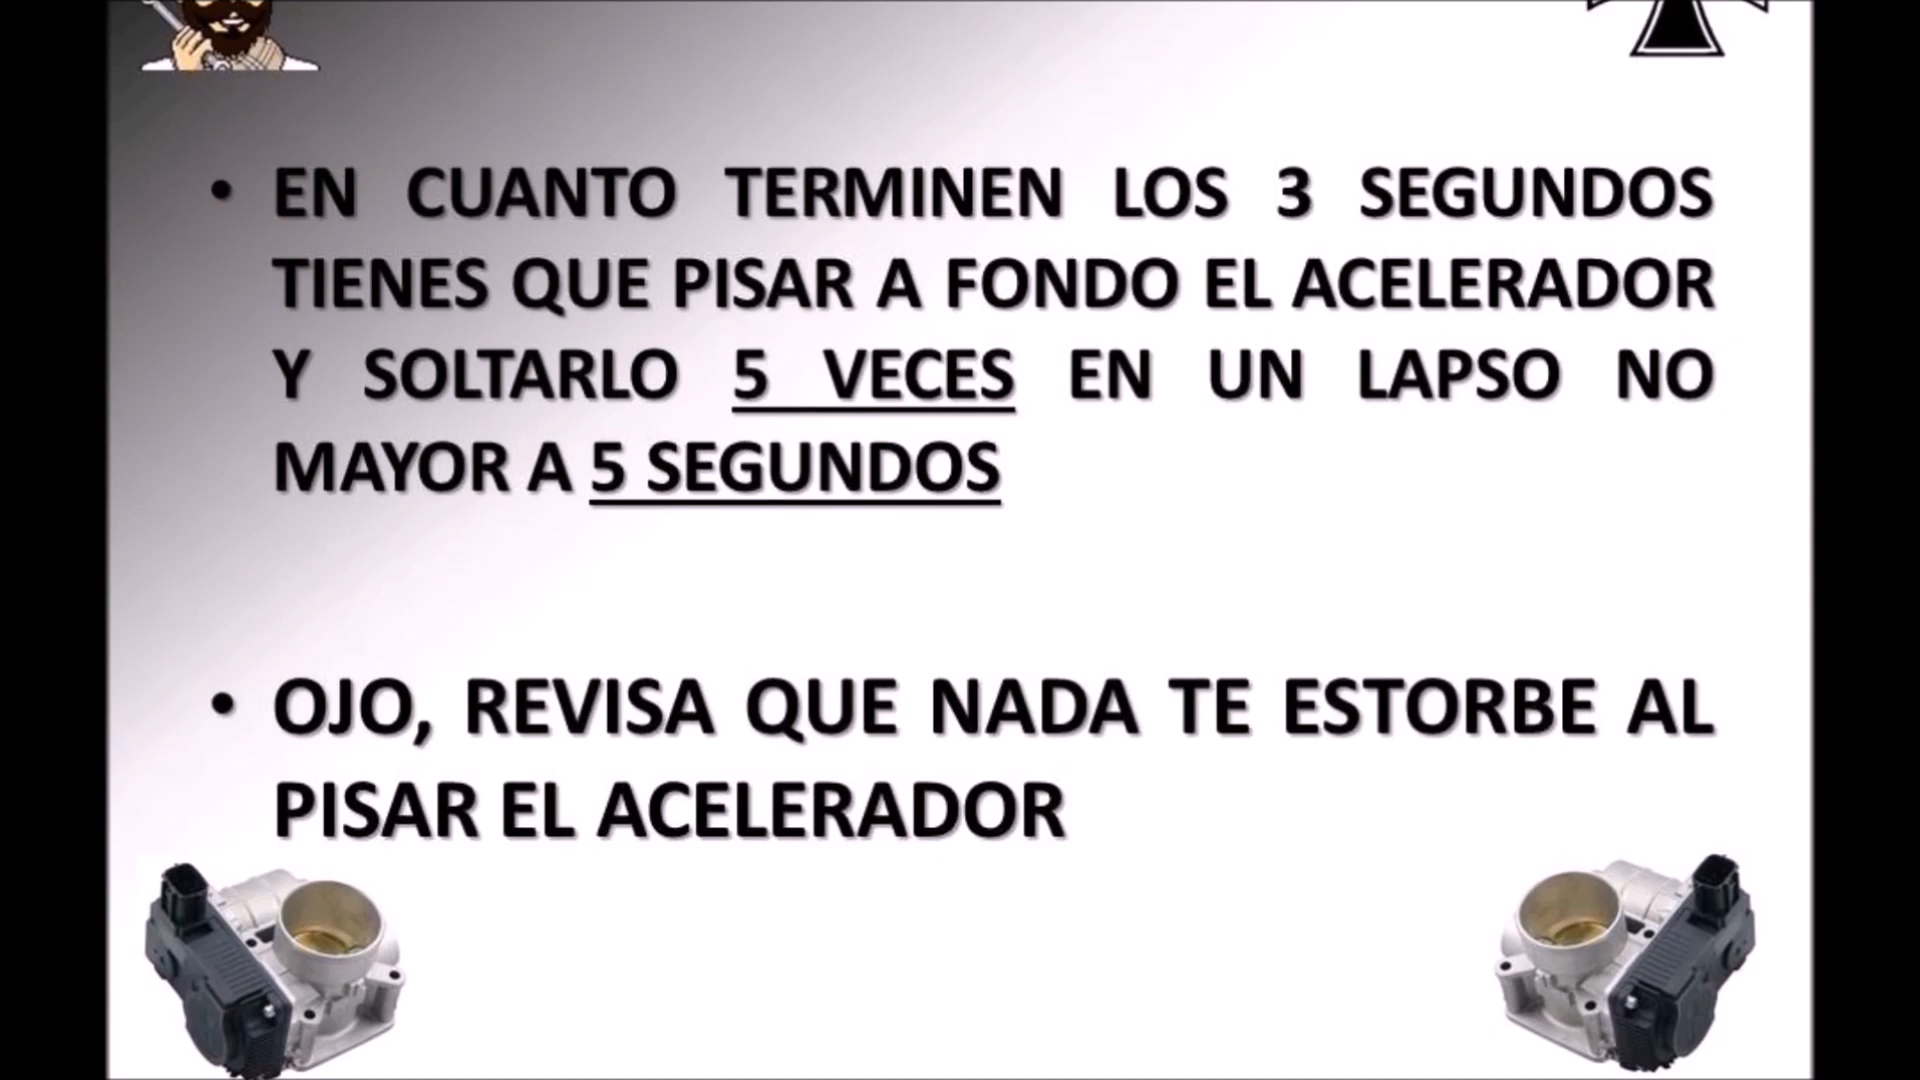 • EN CUANTO TERMINEN LOS 3 SEGUNDOS
TIENES QUE PISAR A FONDO EL ACELERADOR
Y SOLTARLO 5 VECES EN UN LAPSO NO
MAYOR A 5 SEGUNDOS
• OJO, REVISA QUE NADA TE ESTORBE AL
PISAR EL ACELERADOR